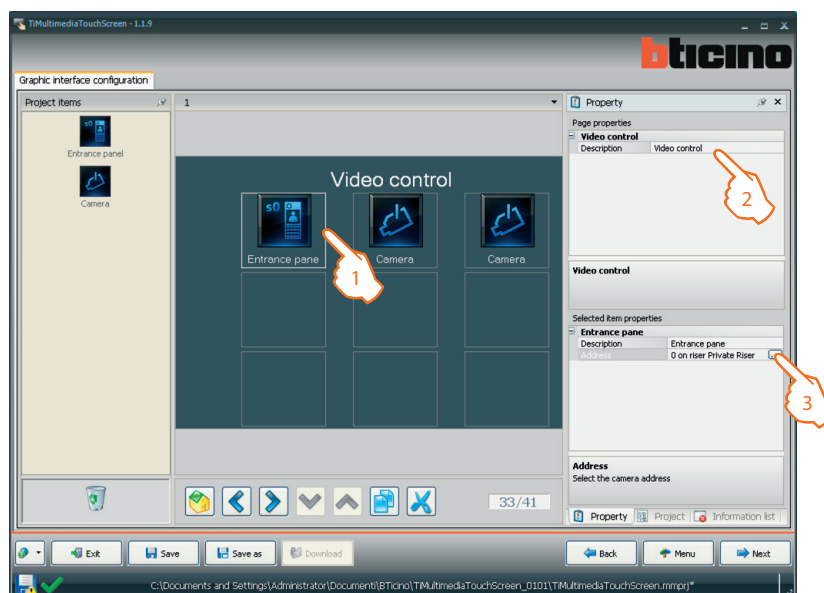 TiMultimediaTouchScreen - 1.1.9
bticino
Graphic interface configuration
Project items
1
Property
s0
Entrance panel
Camera
Video control
s0
Entrance pane
Camera
Camera
1
Page properties
Video control
Description Video control
2
Video control
Selected item properties
Entrance pane
Description Entrance pane
Address 0 on riser Private Riser ...
3
Address
Select the camera address
33/41
Property Project Information list
Exit Save Save as Download Back Menu Next
C:\Documents and Settings\Administrator\Documenti\BTicino\TiMultimediaTouchScreen_0101\TiMultimediaTouchScreen.mmprj*